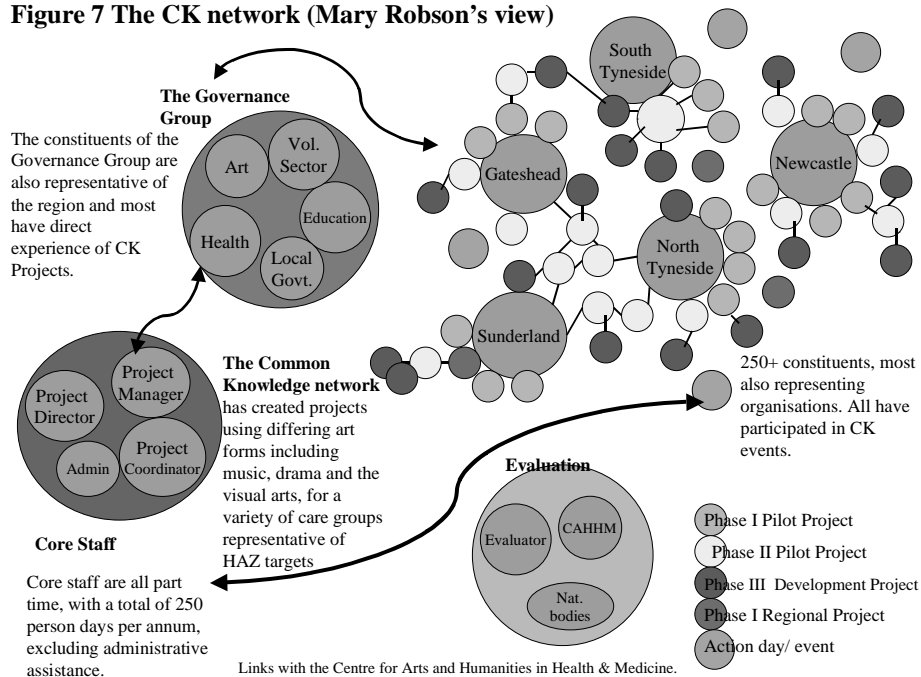 Figure 7 The CK network (Mary Robson's view)
The Governance
Group
The constituents of the
Governance Group are
also representative of
the region and most
have direct
experience of CK
Projects.
Art
Vol.
Sector
Education
Health
Local
Govt.
South
Tyneside
Gateshead
Newcastle
North
Tyneside
Sunderland
Project
Director
Project
Manager
Admin
Project
Coordinator
The Common
Knowledge network
has created projects
using differing art
forms including
music, drama and the
visual arts, for a
variety of care groups
representative of
HAZ targets
250+ constituents, most
also representing
organisations. All have
participated in CK
events.
Core Staff
Core staff are all part
time, with a total of 250
person days per annum,
excluding administrative
assistance.
Evaluation
Evaluator
CAHHM
Nat.
bodies
Phase I Pilot Project
Phase II Pilot Project
Phase III Development Project
Phase I Regional Project
Action day/ event
Links with the Centre for Arts and Humanities in Health & Medicine.